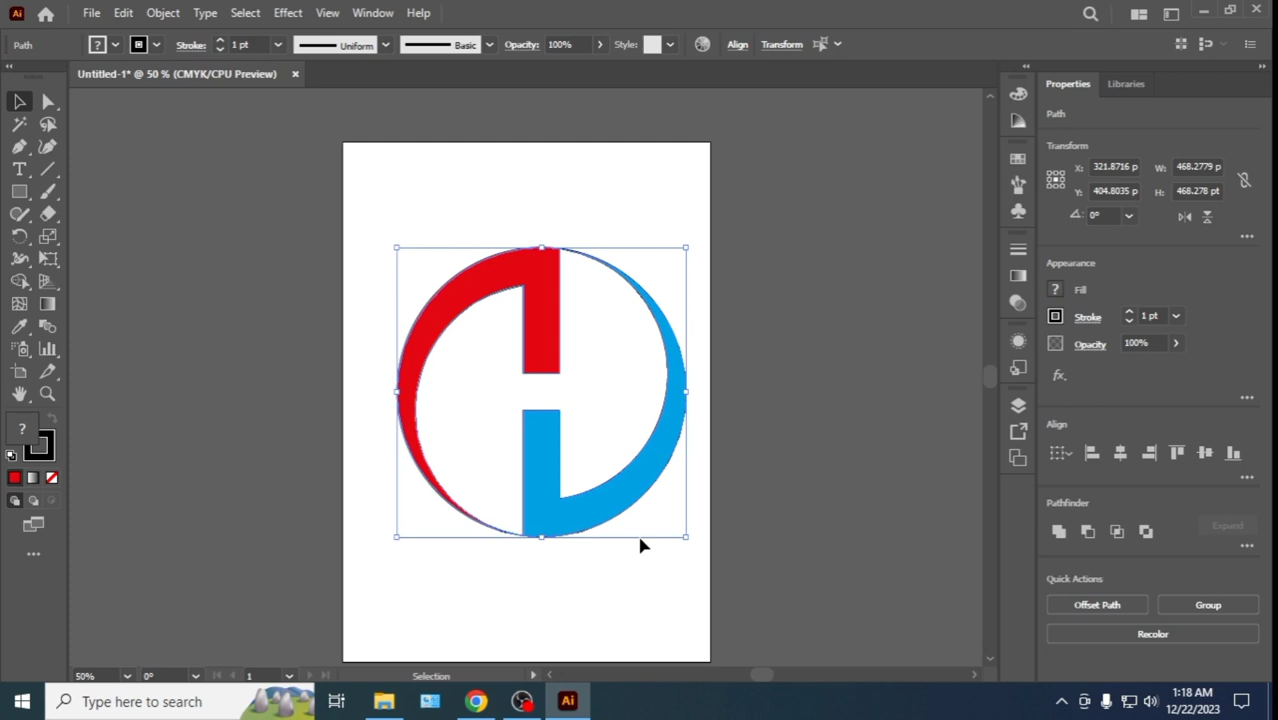 Ai File Edit Object Type Select Effect View Window Help
Path ? Stroke: 1 pt Uniform Basic Opacity: 100% Style: Align Transform
Untitled-1* @ 50 % (CMYK/CPU Preview) ×
Properties Libraries
Path
Transform
X: 321.8716 p W: 468.2779 p
Y: 404.8035 p H: 468.278 pt
0°
Appearance
? Fill
Stroke 1 pt
Opacity 100%
fx.
Align
Pathfinder
Expand
Quick Actions
Offset Path Group
Recolor
T
?
50% 0° 1 Selection
Type here to search
Ai
1:18 AM
12/22/2023